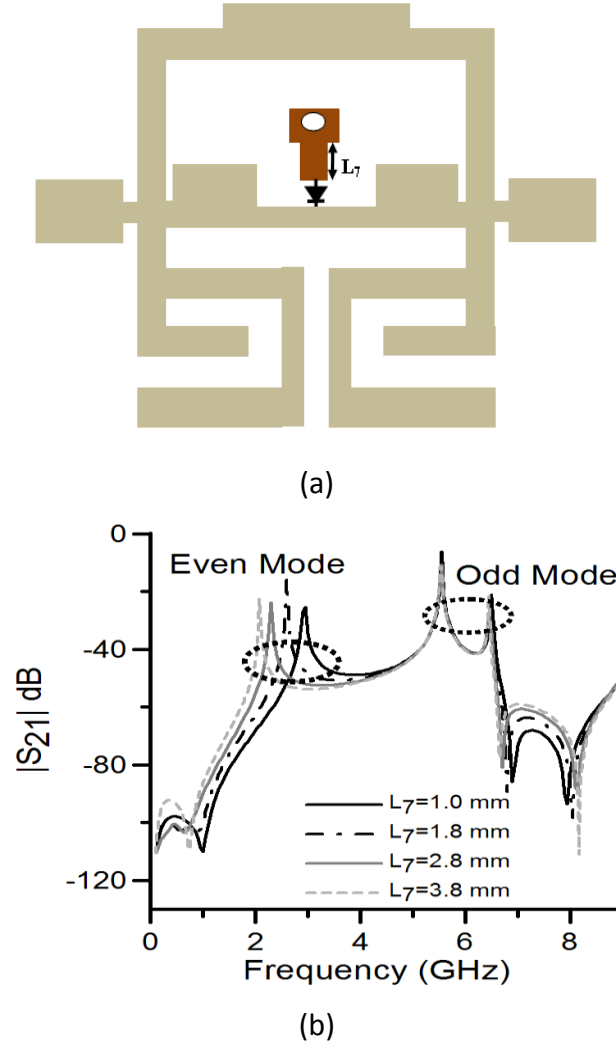 L₇
(a)
0
-40
-80
-120
|S₂₁| dB
Even Mode
Odd Mode
L₇=1.0 mm
L₇=1.8 mm
L₇=2.8 mm
L₇=3.8 mm
0 2 4 6 8
Frequency (GHz)
(b)